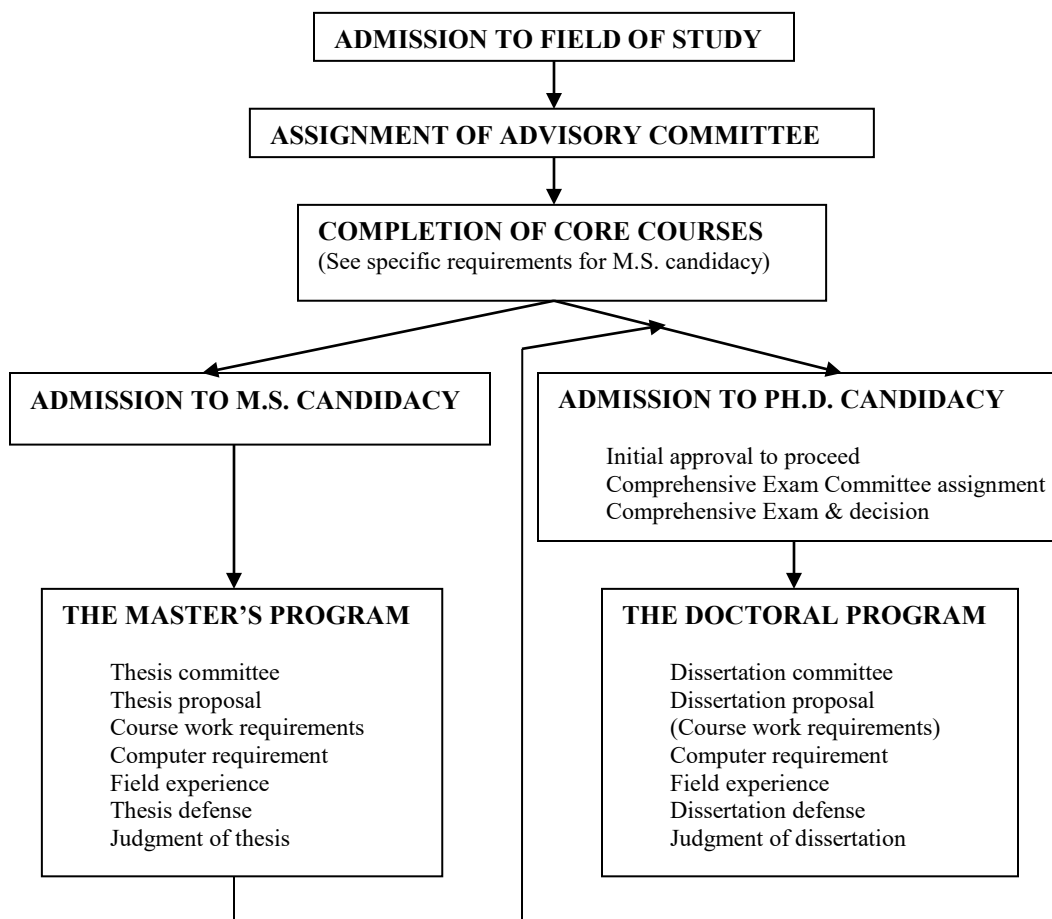 ADMISSION TO FIELD OF STUDY
ASSIGNMENT OF ADVISORY COMMITTEE
COMPLETION OF CORE COURSES
(See specific requirements for M.S. candidacy)
ADMISSION TO M.S. CANDIDACY
ADMISSION TO PH.D. CANDIDACY
Initial approval to proceed
Comprehensive Exam Committee assignment
Comprehensive Exam & decision
THE MASTER’S PROGRAM
Thesis committee
Thesis proposal
Course work requirements
Computer requirement
Field experience
Thesis defense
Judgment of thesis
THE DOCTORAL PROGRAM
Dissertation committee
Dissertation proposal
(Course work requirements)
Computer requirement
Field experience
Dissertation defense
Judgment of dissertation